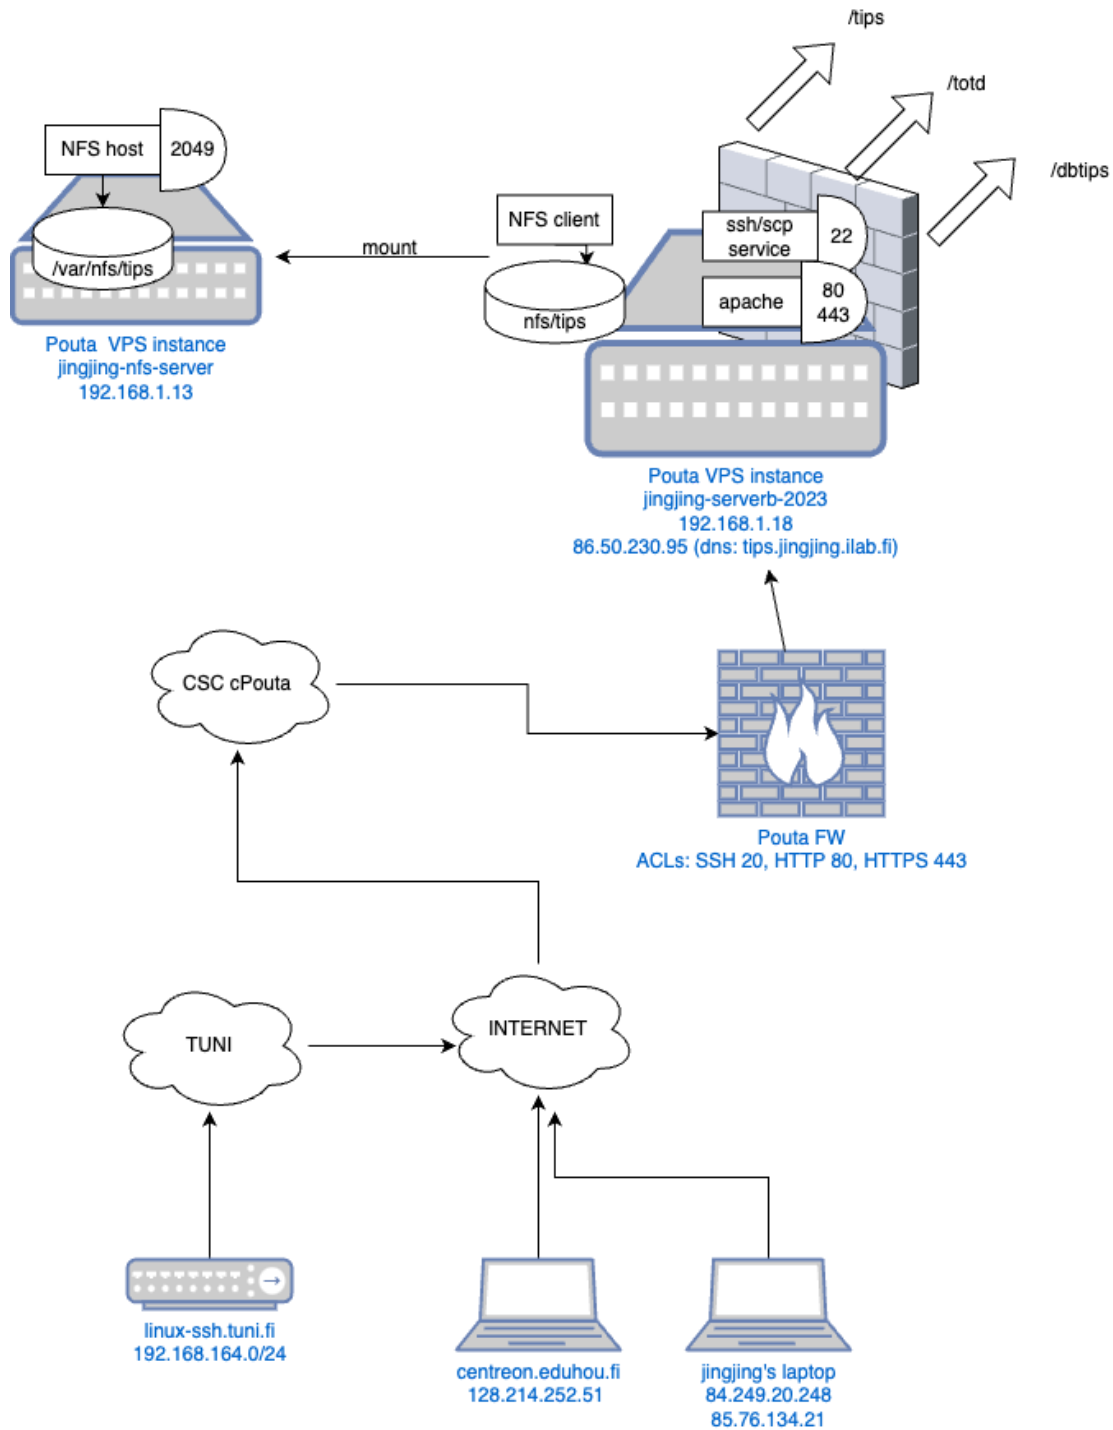 /tips
/totd
/dbtips
NFS host
2049
/var/nfs/tips
Pouta VPS instance
jingjing-nfs-server
192.168.1.13
mount
NFS client
nfs/tips
ssh/scp
service
22
apache
80
443
Pouta VPS instance
jingjing-serverb-2023
192.168.1.18
86.50.230.95 (dns: tips.jingjing.ilab.fi)
CSC cPouta
Pouta FW
ACLs: SSH 20, HTTP 80, HTTPS 443
TUNI
INTERNET
linux-ssh.tuni.fi
192.168.164.0/24
centreon.eduhou.fi
128.214.252.51
jingjing's laptop
84.249.20.248
85.76.134.21